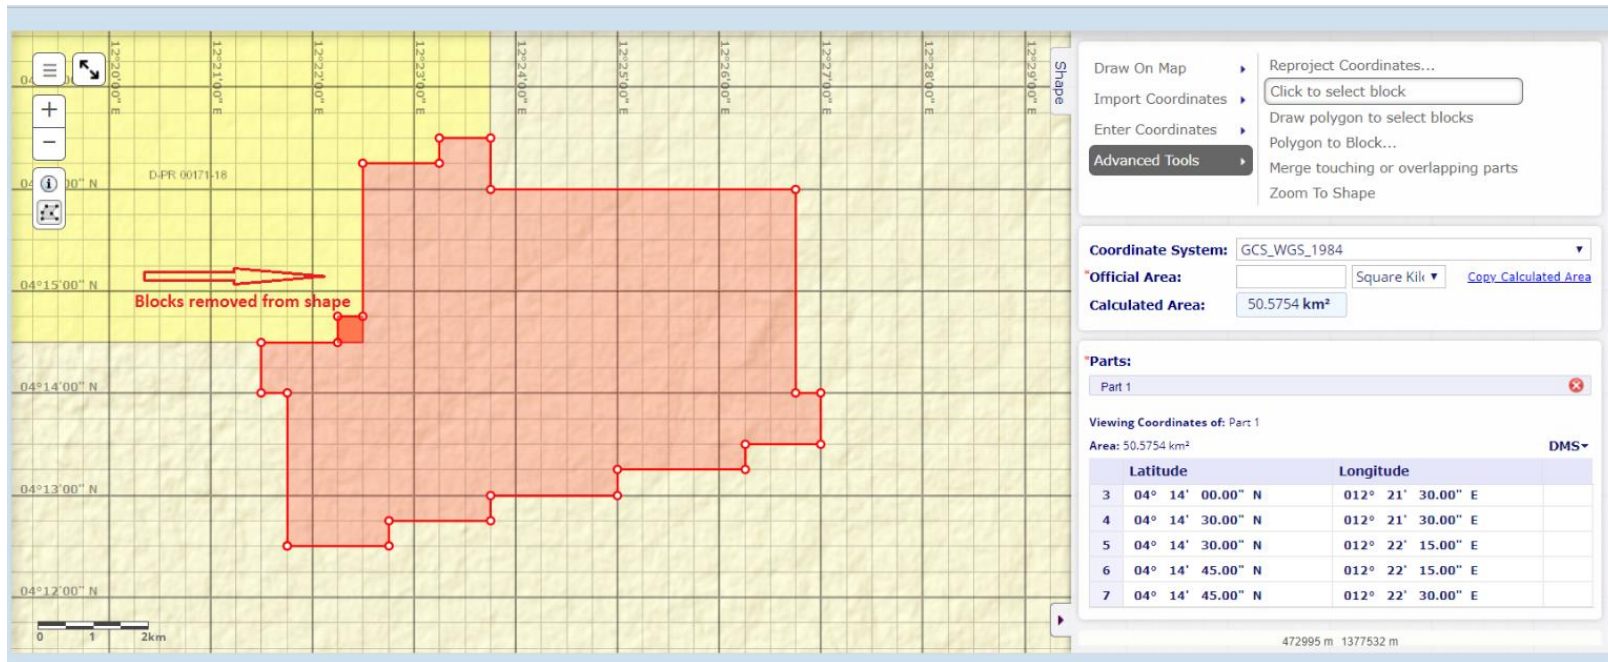 12°20'00" E
12°21'00" E
12°22'00" E
12°23'00" E
12°24'00" E
12°25'00" E
12°26'00" E
12°27'00" E
12°28'00" E
12°29'00" E
D-PR 00171-18
04°15'00" N
Blocks removed from shape
04°14'00" N
04°13'00" N
04°12'00" N
0 1 2km
Shape
Draw On Map
Import Coordinates
Enter Coordinates
Advanced Tools
Reproject Coordinates...
Click to select block
Draw polygon to select blocks
Polygon to Block...
Merge touching or overlapping parts
Zoom To Shape
Coordinate System: GCS_WGS_1984
*Official Area: Square Kilo Copy Calculated Area
Calculated Area: 50.5754 km²
*Parts:
Part 1
Viewing Coordinates of: Part 1
Area: 50.5754 km² DMS
Latitude Longitude
3 04° 14' 00.00" N 012° 21' 30.00" E
4 04° 14' 30.00" N 012° 21' 30.00" E
5 04° 14' 30.00" N 012° 22' 15.00" E
6 04° 14' 45.00" N 012° 22' 15.00" E
7 04° 14' 45.00" N 012° 22' 30.00" E
472995 m 1377532 m